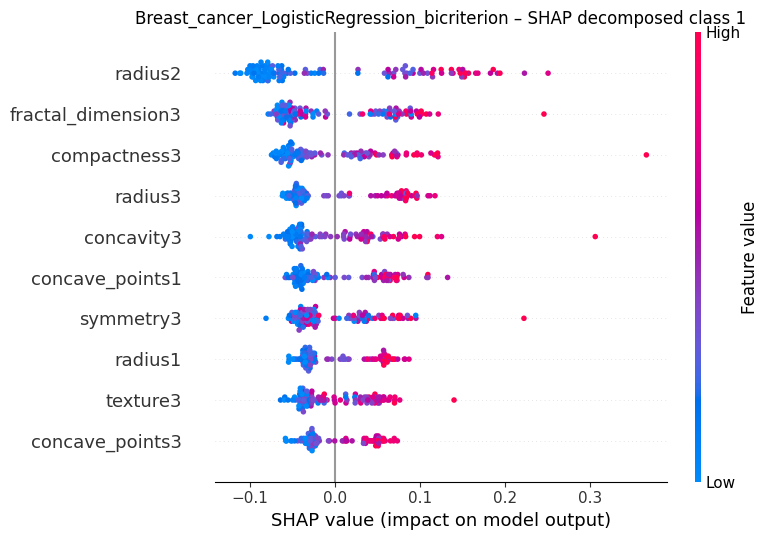 Breast_cancer_LogisticRegression_bicriterion – SHAP decomposed class 1
High
radius2
fractal_dimension3
compactness3
radius3
concavity3
concave_points1
symmetry3
radius1
texture3
concave_points3
Feature value
Low
−0.1 0.0 0.1 0.2 0.3
SHAP value (impact on model output)